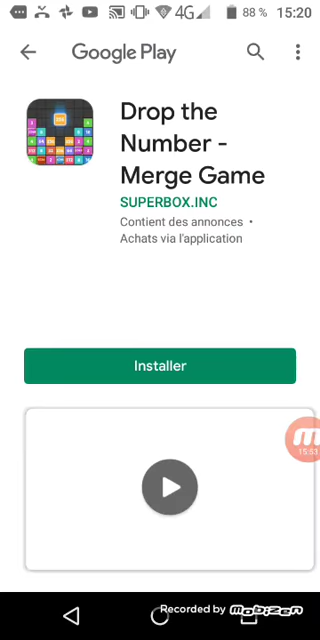 4G 88 % 15:20
Google Play
Drop the
Number -
Merge Game
SUPERBOX.INC
Contient des annonces •
Achats via l'application
Installer
15:53
Recorded by MOBIZEN